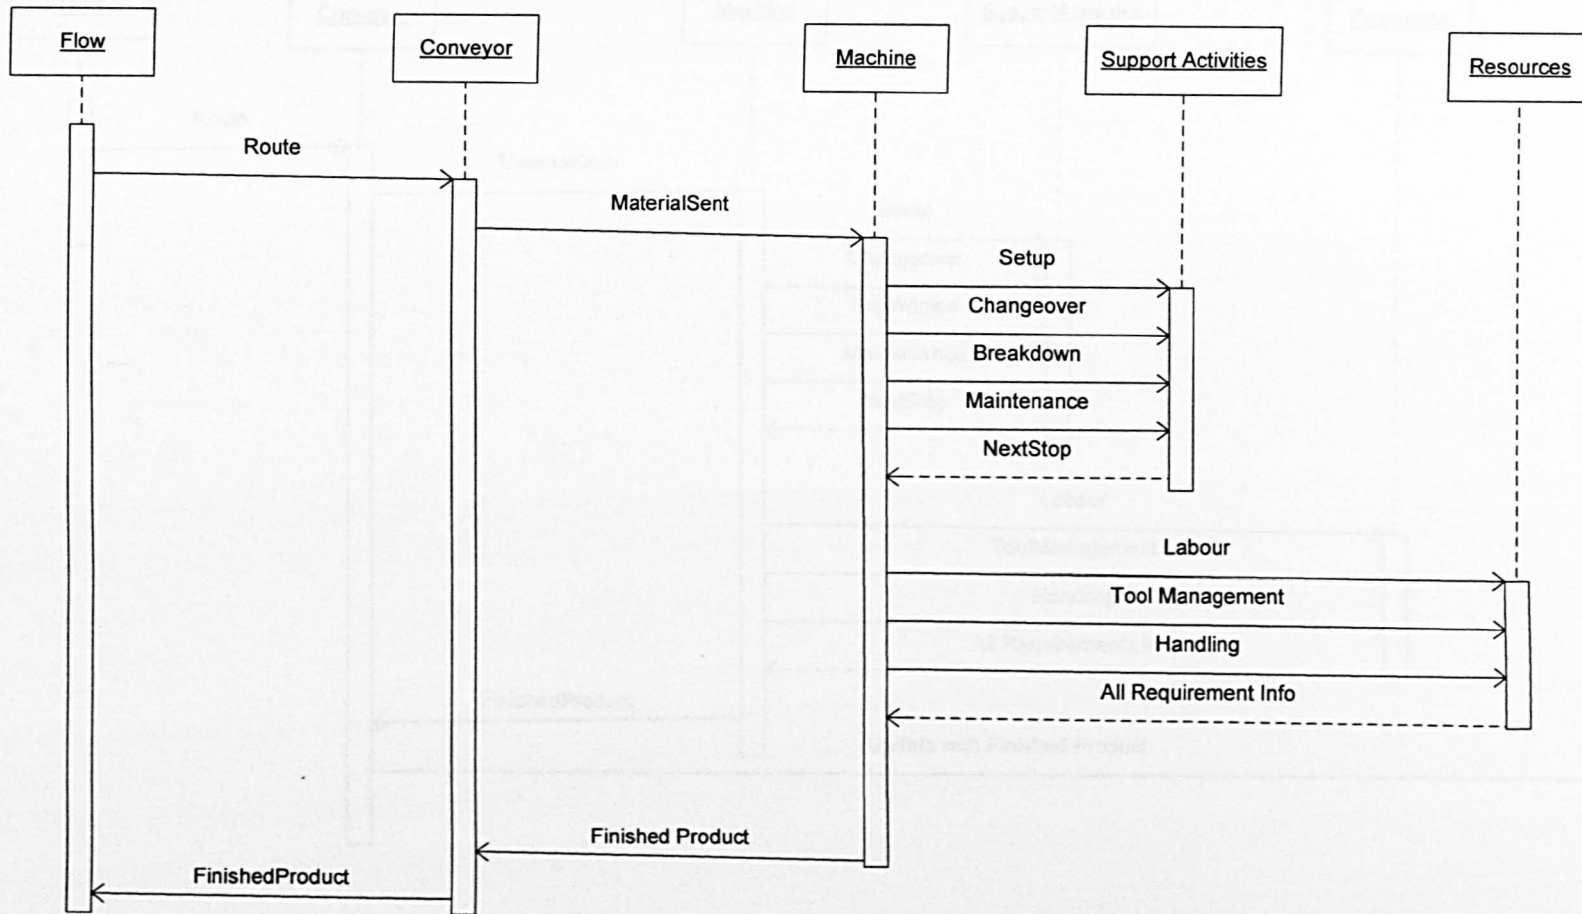 Flow
Conveyor
Machine
Support Activities
Resources
Route
MaterialSent
Setup
Changeover
Breakdown
Maintenance
NextStop
Labour
Tool Management
Handling
All Requirement Info
Finished Product
FinishedProduct